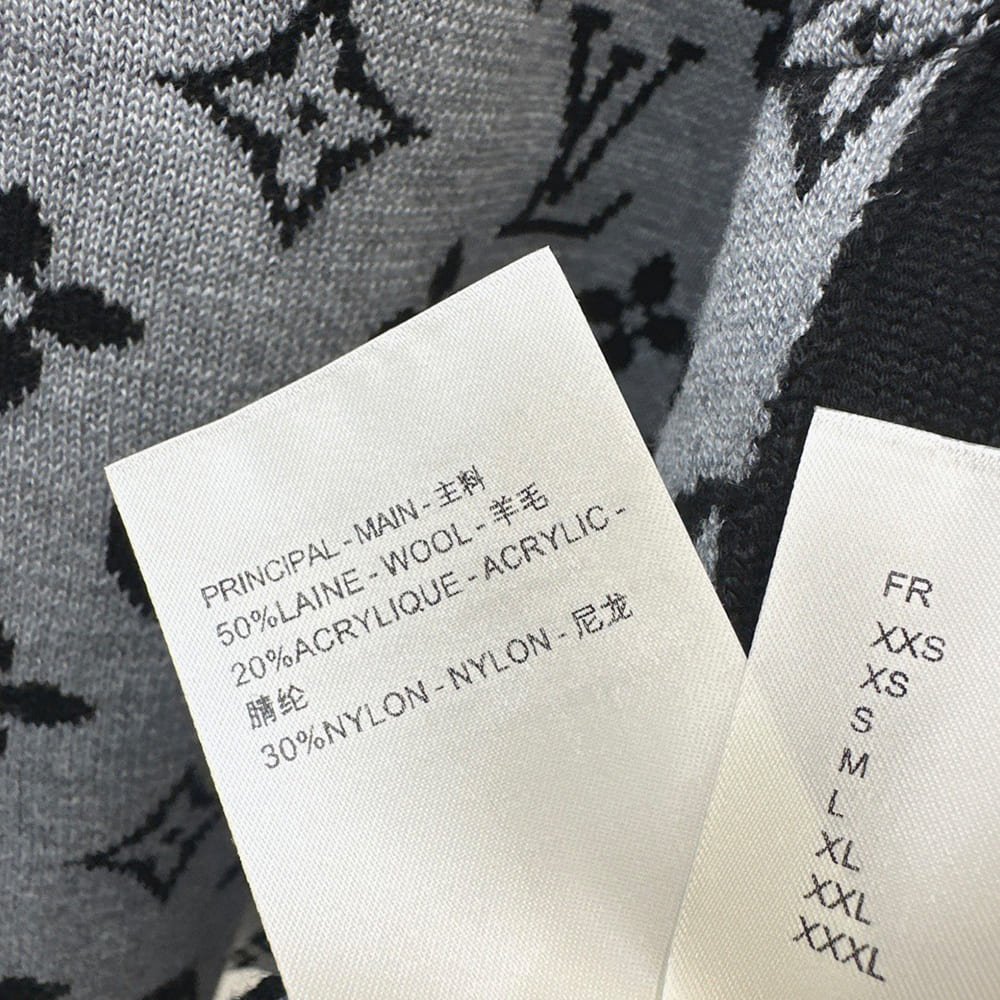 PRINCIPAL - MAIN - 主料
50%LAINE - WOOL - 羊毛
20%ACRYLIQUE - ACRYLIC -
腈纶
30%NYLON - NYLON - 尼龙
FR
XXS
XS
S
M
L
XL
XXL
XXXL
LV